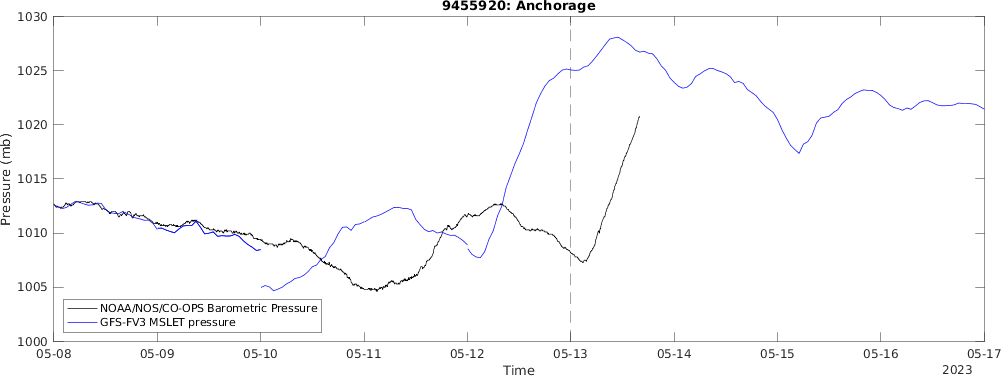 9455920: Anchorage
1030
1025
1020
1015
1010
1005
1000
Pressure (mb)
NOAA/NOS/CO-OPS Barometric Pressure
GFS-FV3 MSLET pressure
05-08 05-09 05-10 05-11 05-12 05-13 05-14 05-15 05-16 05-17
Time
2023